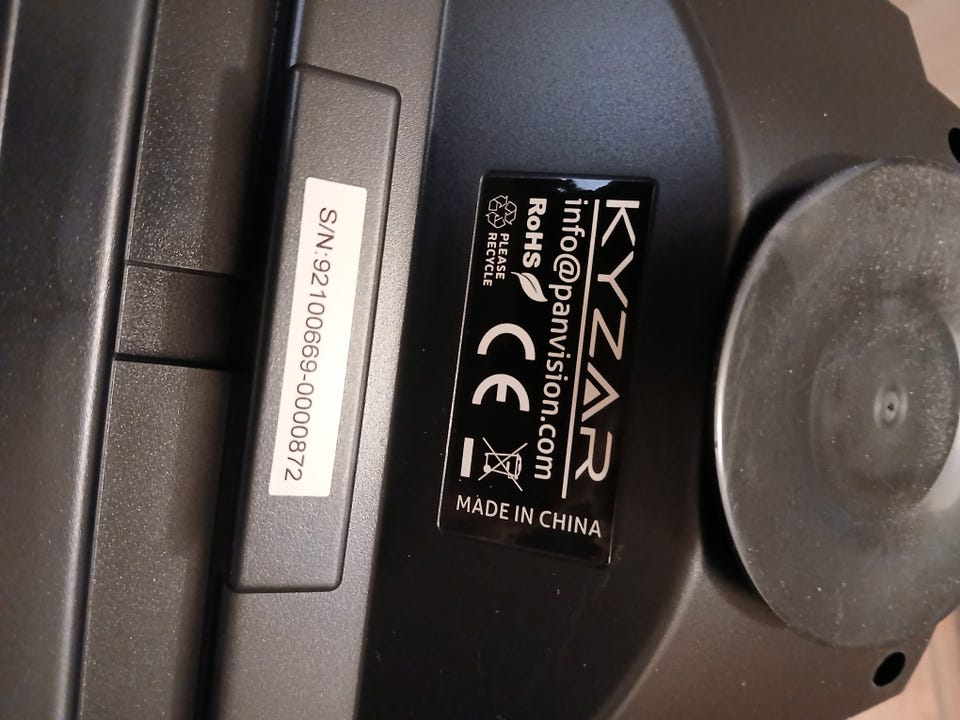 KYZAR
info@panvision.com
RoHS
PLEASE
RECYCLE
CE
MADE IN CHINA
S/N:92100669-0000872